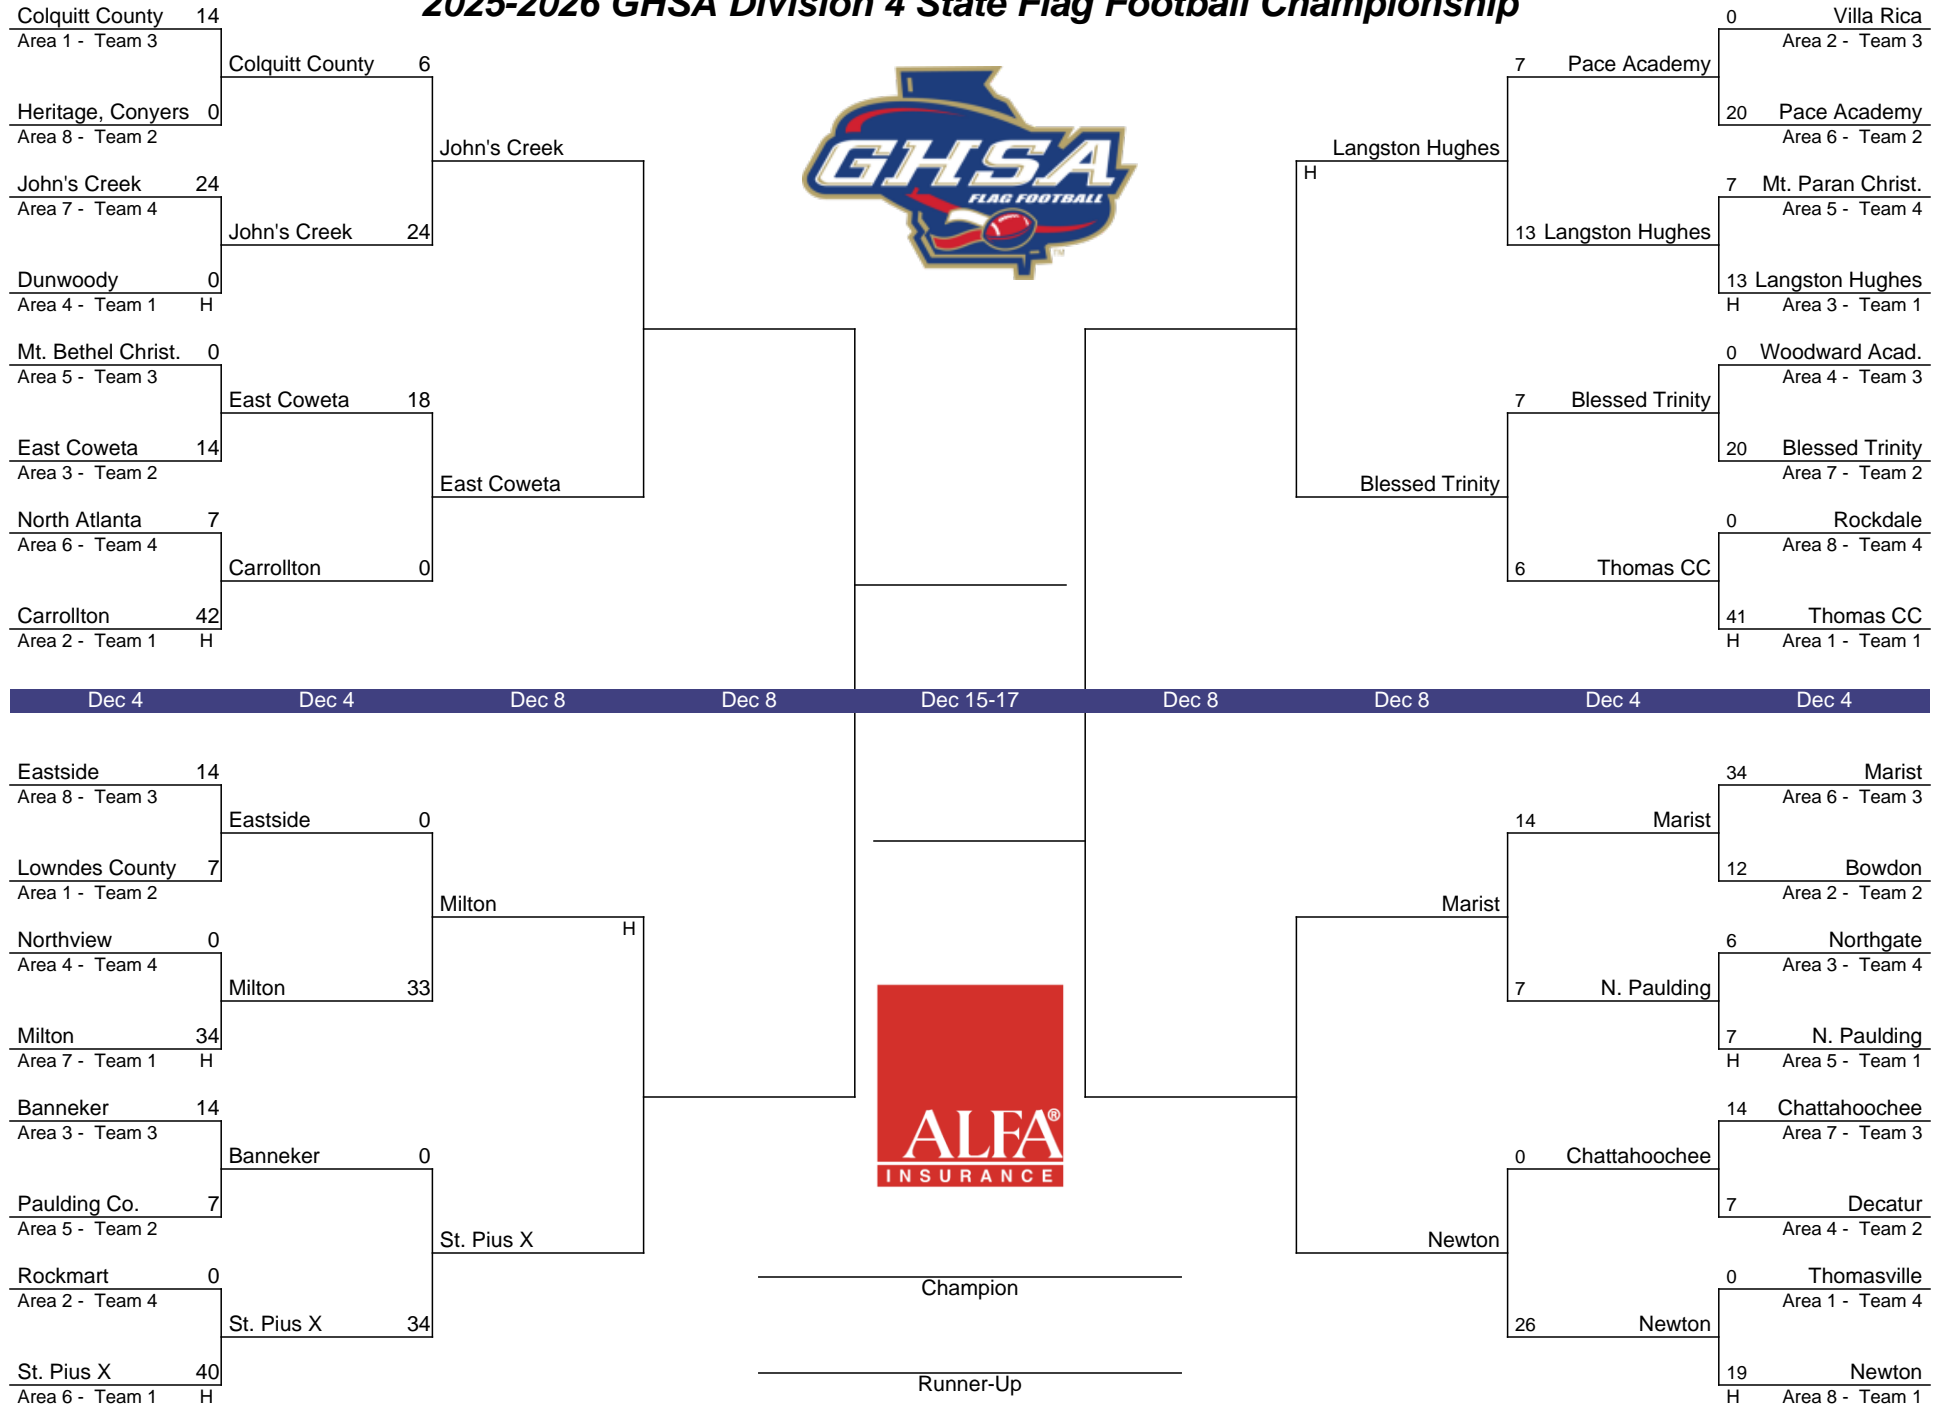 2025-2026 GHSA Division 4 State Flag Football Championship
Colquitt County 14
Area 1 - Team 3
Colquitt County 6
Heritage, Conyers 0
Area 8 - Team 2
John's Creek
John's Creek 24
Area 7 - Team 4
John's Creek 24
Dunwoody 0
Area 4 - Team 1 H
Mt. Bethel Christ. 0
Area 5 - Team 3
East Coweta 18
East Coweta 14
Area 3 - Team 2
East Coweta
North Atlanta 7
Area 6 - Team 4
Carrollton 0
Carrollton 42
Area 2 - Team 1 H
GHSA
FLAG FOOTBALL
TM
0 Villa Rica
Area 2 - Team 3
7 Pace Academy
20 Pace Academy
Area 6 - Team 2
Langston Hughes
H
7 Mt. Paran Christ.
Area 5 - Team 4
13 Langston Hughes
13 Langston Hughes
H Area 3 - Team 1
0 Woodward Acad.
Area 4 - Team 3
7 Blessed Trinity
20 Blessed Trinity
Area 7 - Team 2
Blessed Trinity
0 Rockdale
Area 8 - Team 4
6 Thomas CC
41 Thomas CC
H Area 1 - Team 1
Dec 4 Dec 4 Dec 8 Dec 8 Dec 15-17 Dec 8 Dec 8 Dec 4 Dec 4
Eastside 14
Area 8 - Team 3
Eastside 0
Lowndes County 7
Area 1 - Team 2
Milton
H
Northview 0
Area 4 - Team 4
Milton 33
Milton 34
Area 7 - Team 1 H
Banneker 14
Area 3 - Team 3
Banneker 0
Paulding Co. 7
Area 5 - Team 2
St. Pius X
Rockmart 0
Area 2 - Team 4
St. Pius X 34
St. Pius X 40
Area 6 - Team 1 H
ALFA®
INSURANCE
Champion
Runner-Up
34 Marist
Area 6 - Team 3
14 Marist
12 Bowdon
Area 2 - Team 2
Marist
6 Northgate
Area 3 - Team 4
7 N. Paulding
7 N. Paulding
H Area 5 - Team 1
14 Chattahoochee
Area 7 - Team 3
0 Chattahoochee
7 Decatur
Area 4 - Team 2
Newton
0 Thomasville
Area 1 - Team 4
26 Newton
19 Newton
H Area 8 - Team 1